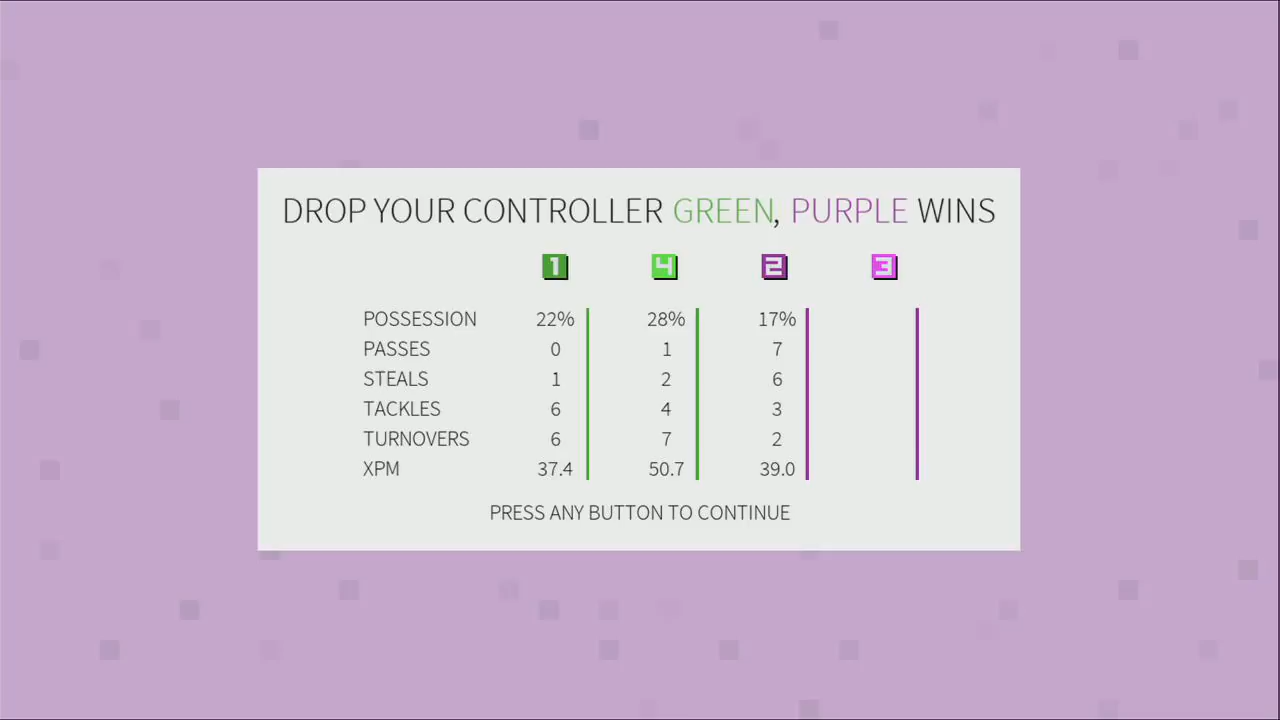 DROP YOUR CONTROLLER GREEN, PURPLE WINS
1 4 2 3
POSSESSION 22% 28% 17%
PASSES 0 1 7
STEALS 1 2 6
TACKLES 6 4 3
TURNOVERS 6 7 2
XPM 37.4 50.7 39.0
PRESS ANY BUTTON TO CONTINUE